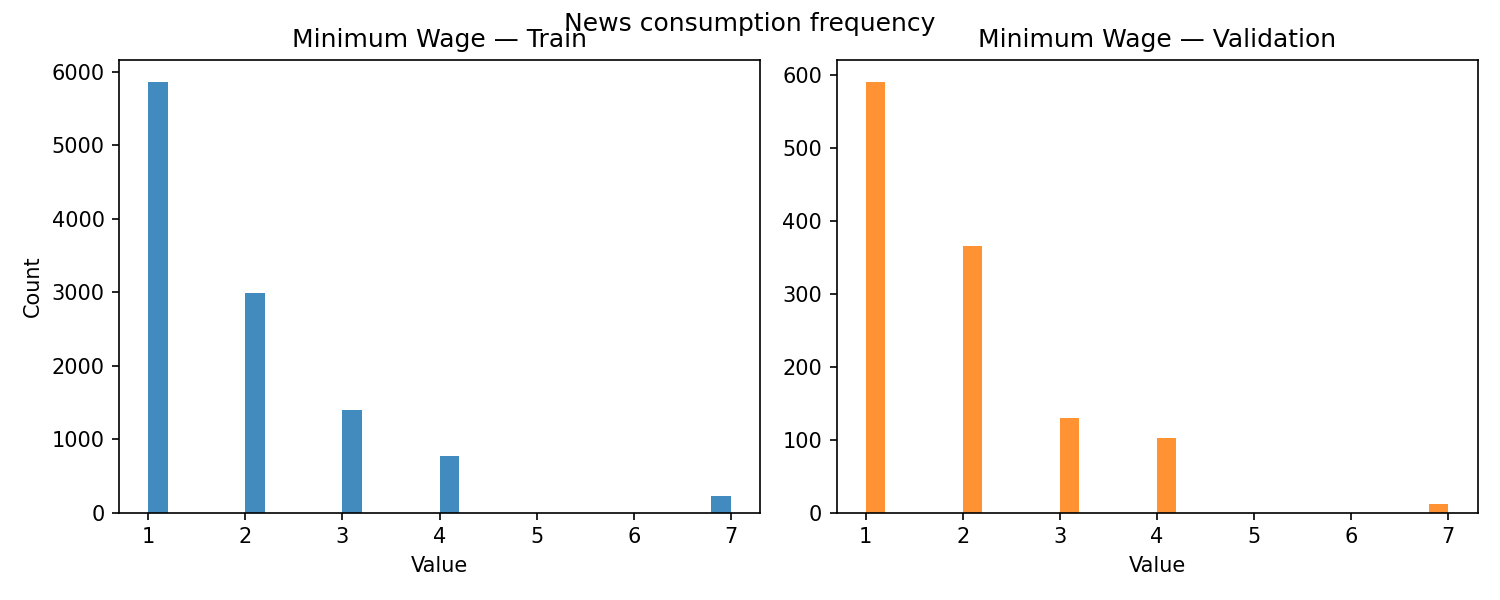 News consumption frequency
Minimum Wage — Train
Minimum Wage — Validation
6000
5000
4000
3000
2000
1000
0
Count
1 2 3 4 5 6 7
Value
600
500
400
300
200
100
0
1 2 3 4 5 6 7
Value